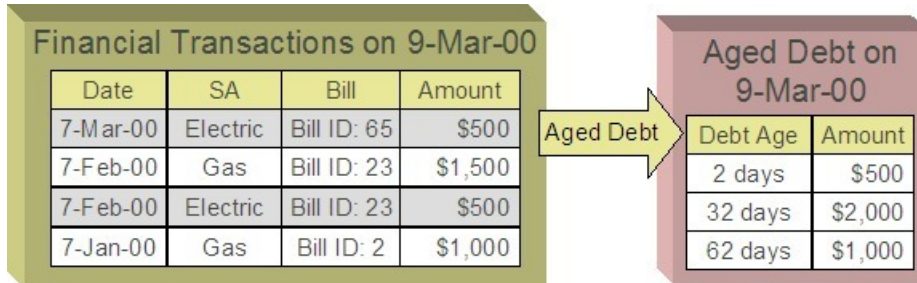 Financial Transactions on 9-Mar-00
Date SA Bill Amount
7-Mar-00 Electric Bill ID: 65 $500
7-Feb-00 Gas Bill ID: 23 $1,500
7-Feb-00 Electric Bill ID: 23 $500
7-Jan-00 Gas Bill ID: 2 $1,000
Aged Debt
Aged Debt on
9-Mar-00
Debt Age Amount
2 days $500
32 days $2,000
62 days $1,000